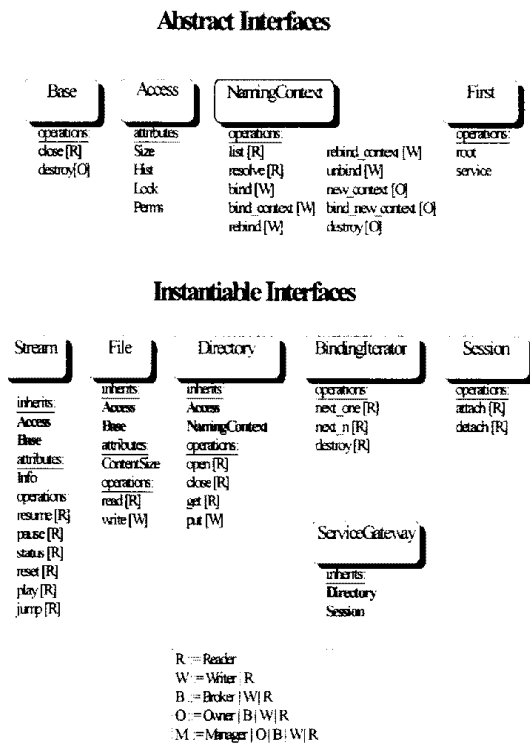 Abstract Interfaces
Base
operations:
close [R]
destroy[O]
Access
attributes
Size
Hist
Lock
Perms
NamingContext
operations:
list [R]
resolve [R]
bind [W]
bind_context [W]
rebind [W]
rebind_context [W]
unbind [W]
new_context [O]
bind_new_context [O]
destroy [O]
First
operations:
root
service
Instantiable Interfaces
Stream
inherits:
Access
Base
attributes:
Info
operations
resume [R]
pause [R]
status [R]
reset [R]
play [R]
jump [R]
File
inherits
Access
Base
attributes:
ContentSize
operations:
read [R]
write [W]
Directory
inherits
Access
NamingContext
operations:
open [R]
close [R]
get [R]
put [W]
BindingIterator
operations
next_one [R]
next_n [R]
destroy [R]
Session
operations:
attach [R]
detach [R]
ServiceGateway
inherits:
Directory
Session
R := Reader
W := Writer | R
B := Broker | W | R
O := Owner | B | W | R
M := Manager | O | B | W | R